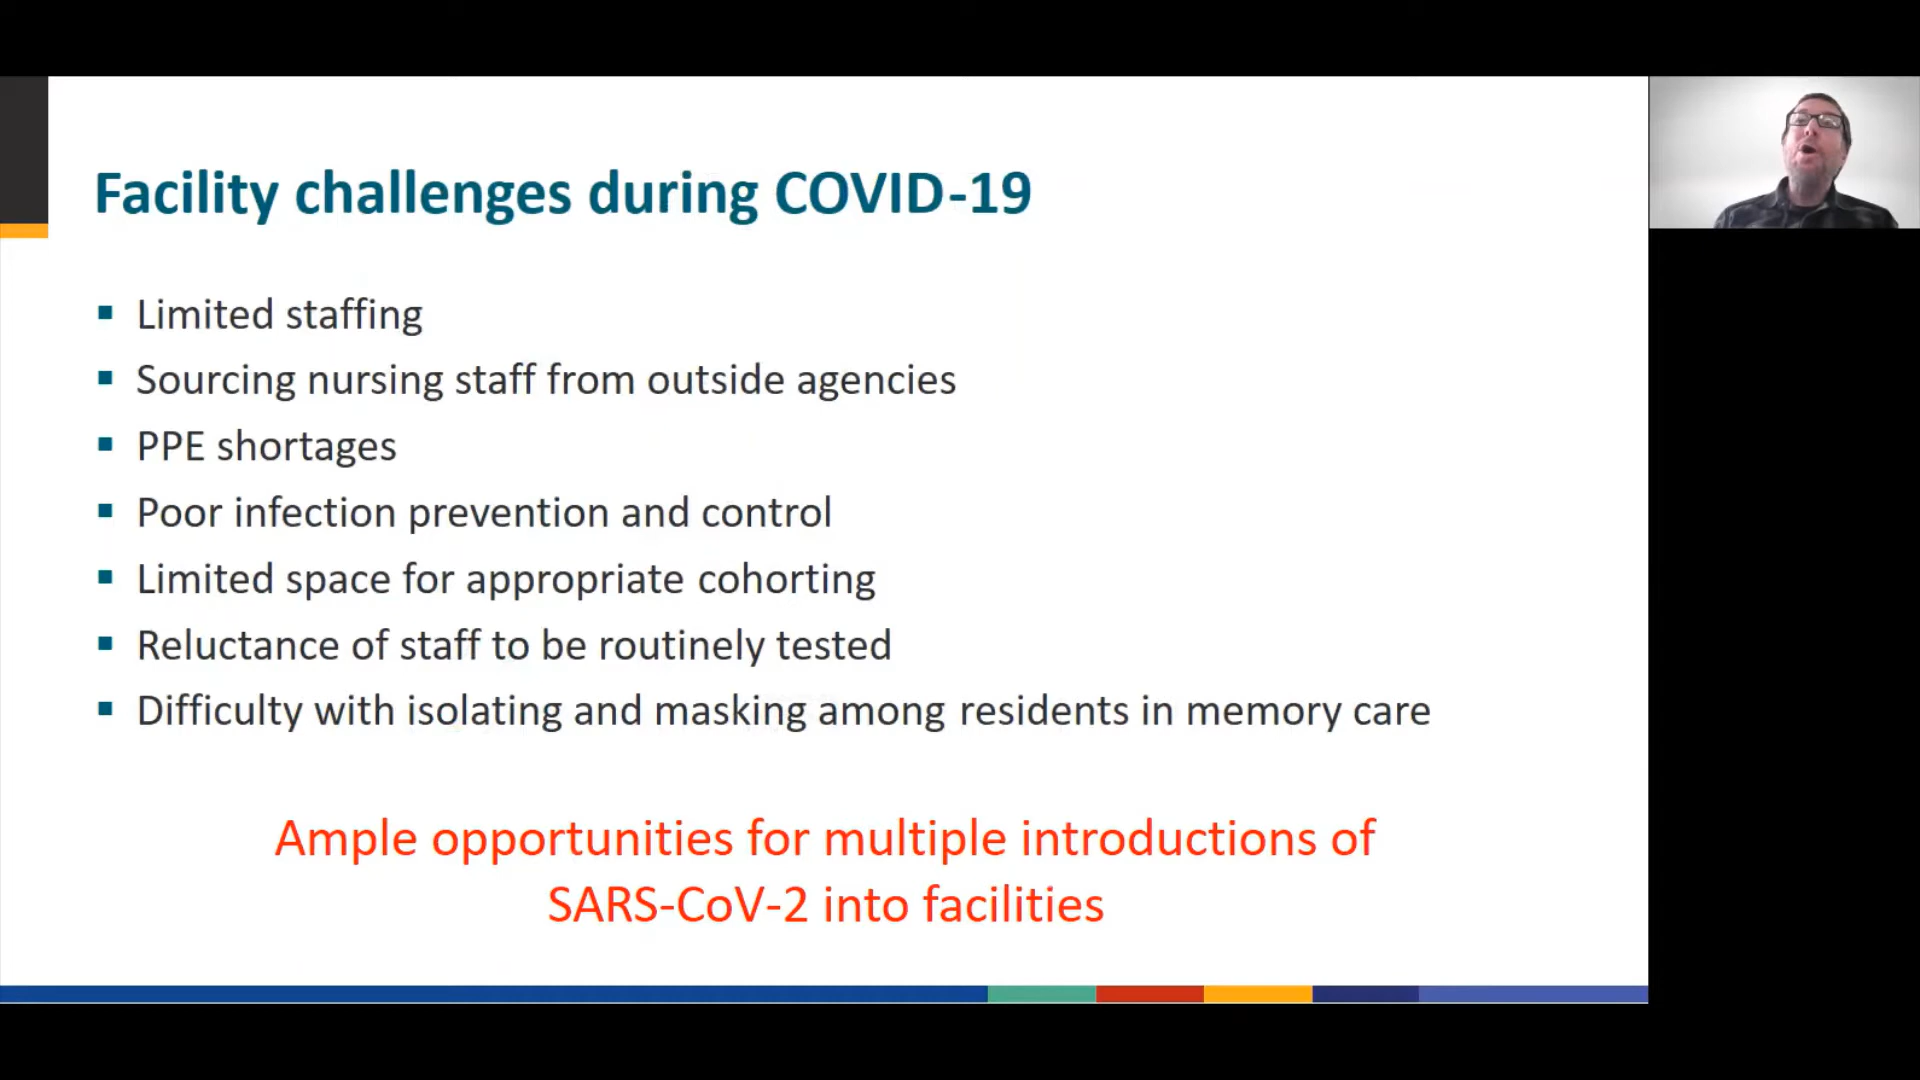 Facility challenges during COVID-19
▪ Limited staffing
▪ Sourcing nursing staff from outside agencies
▪ PPE shortages
▪ Poor infection prevention and control
▪ Limited space for appropriate cohorting
▪ Reluctance of staff to be routinely tested
▪ Difficulty with isolating and masking among residents in memory care
Ample opportunities for multiple introductions of
SARS-CoV-2 into facilities